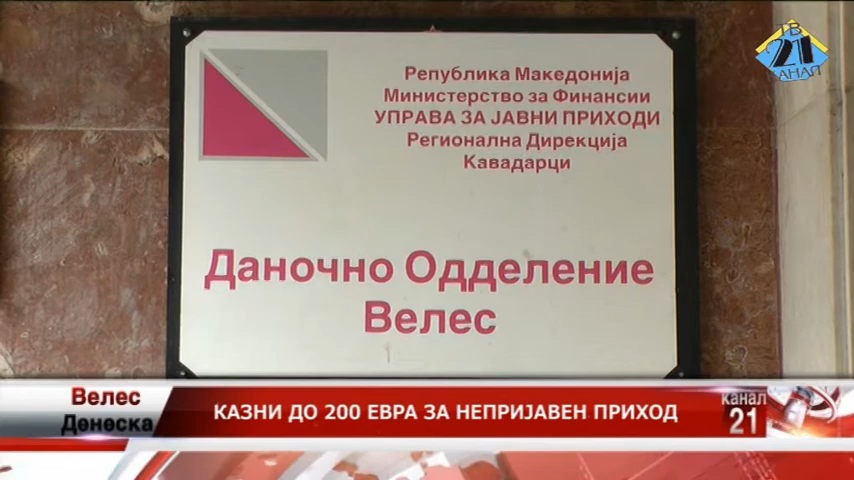 ТВ
21
КАНАЛ
Република Македонија
Министерство за Финансии
УПРАВА ЗА ЈАВНИ ПРИХОДИ
Регионална Дирекција
Кавадарци
Даночно Одделение
Велес
Велес
Денеска
КАЗНИ ДО 200 ЕВРА ЗА НЕПРИЈАВЕН ПРИХОД
канал
21